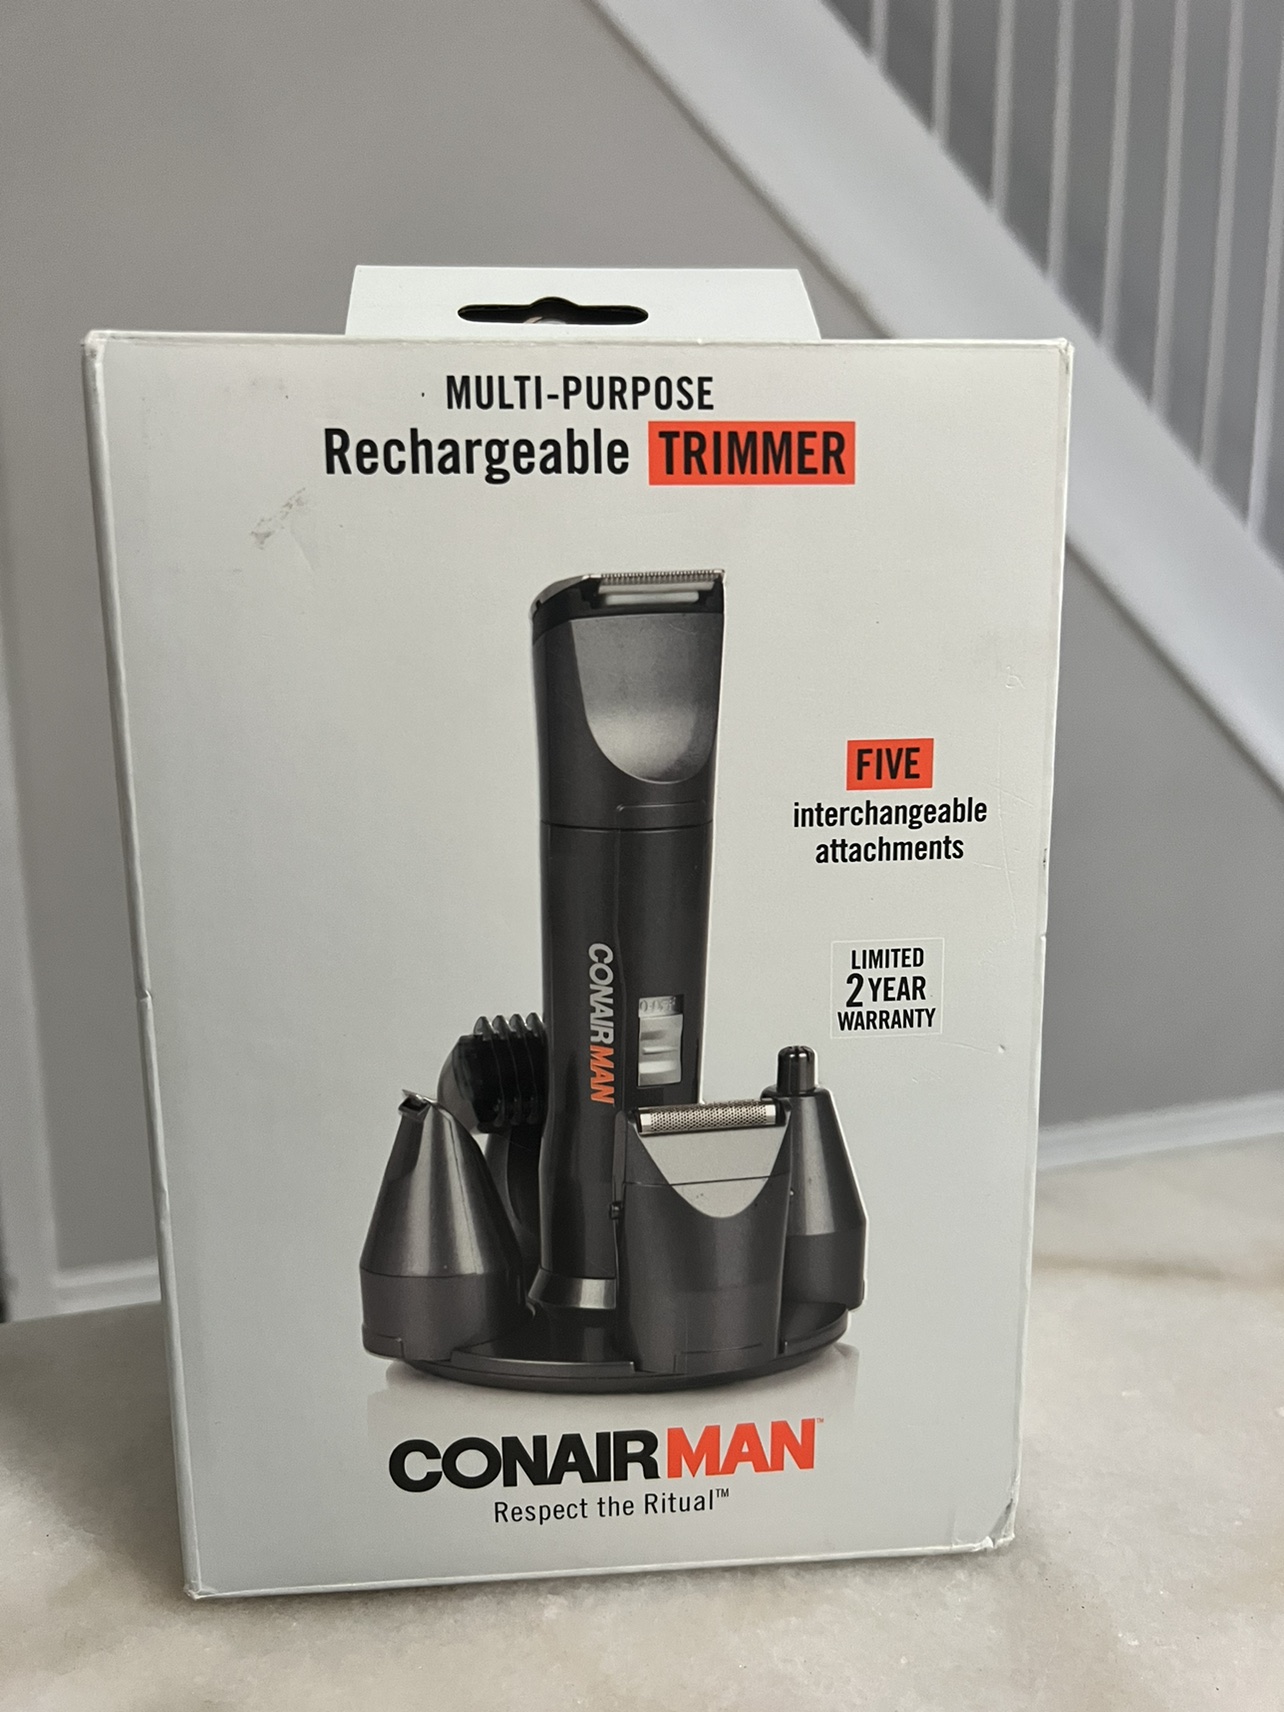 MULTI-PURPOSE
Rechargeable TRIMMER
FIVE
interchangeable
attachments
LIMITED
2 YEAR
WARRANTY
CONAIRMAN
CONAIRMAN™
Respect the Ritual™